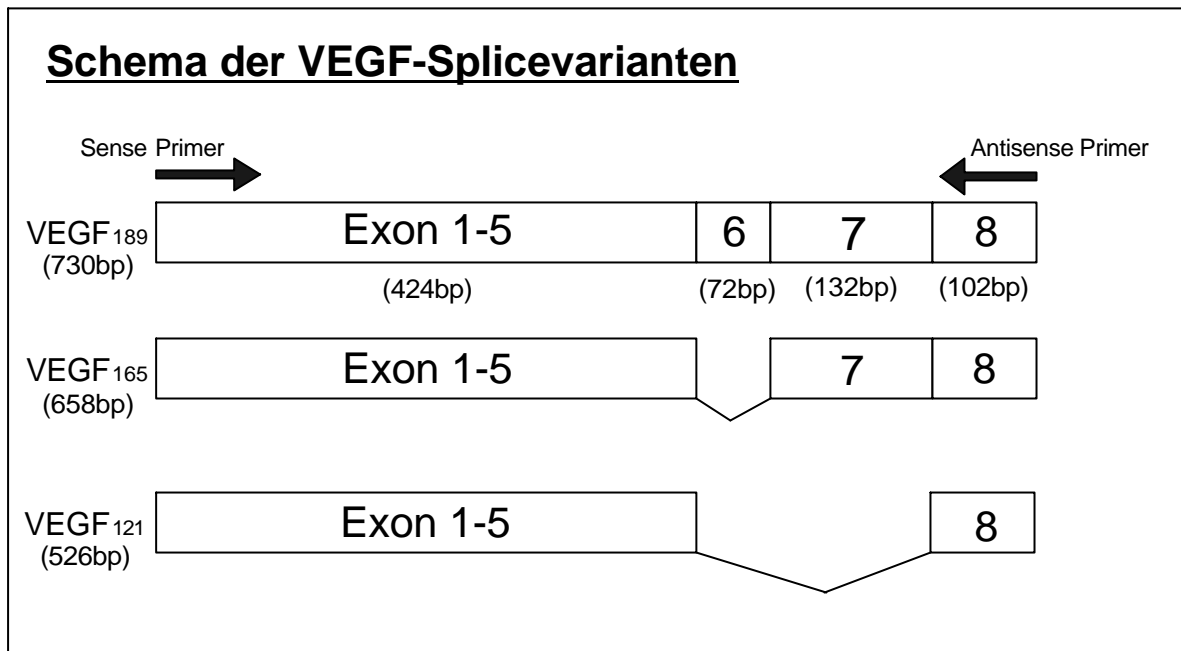 Schema der VEGF-Splicevarianten
Sense Primer
Antisense Primer
VEGF189
(730bp)
Exon 1-5
6
7
8
(424bp)
(72bp)
(132bp)
(102bp)
VEGF165
(658bp)
Exon 1-5
7
8
VEGF121
(526bp)
Exon 1-5
8